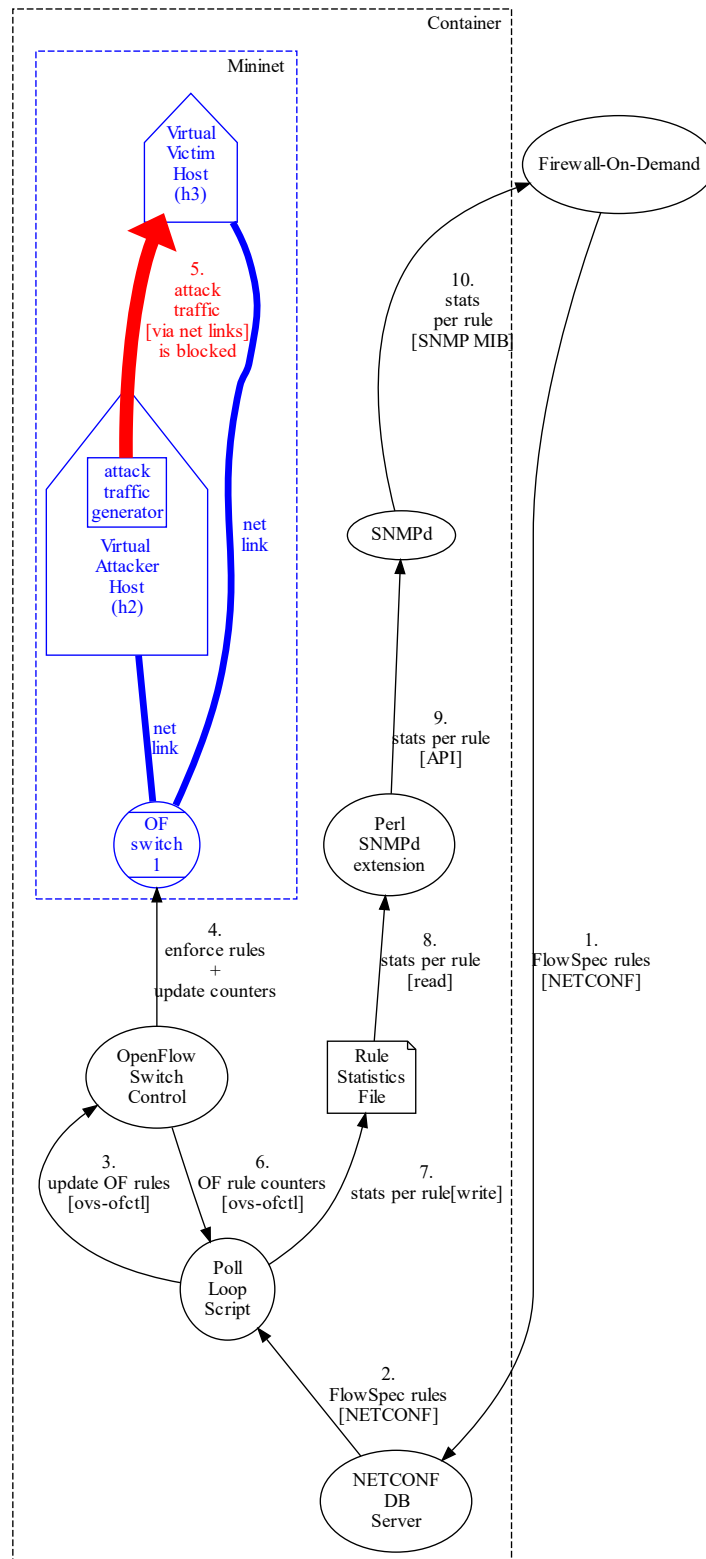 Container
Mininet
Virtual
Victim
Host
(h3)
Firewall-On-Demand
5.
attack
traffic
[via net links]
is blocked
10.
stats
per rule
[SNMP MIB]
attack
traffic
generator
Virtual
Attacker
Host
(h2)
net
link
SNMPd
net
link
9.
stats per rule
[API]
OF
switch
1
Perl
SNMPd
extension
4.
enforce rules
+
update counters
8.
stats per rule
[read]
1.
FlowSpec rules
[NETCONF]
OpenFlow
Switch
Control
Rule
Statistics
File
3.
update OF rules
[ovs-ofctl]
6.
OF rule counters
[ovs-ofctl]
7.
stats per rule[write]
Poll
Loop
Script
2.
FlowSpec rules
[NETCONF]
NETCONF
DB
Server